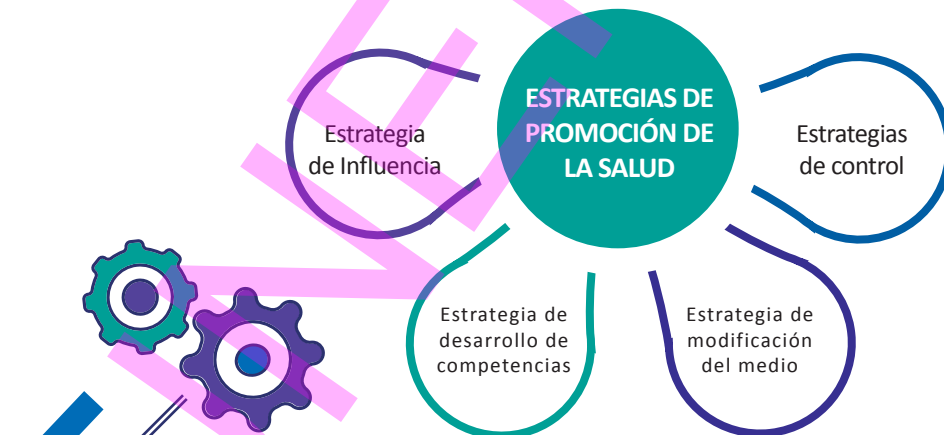 ESTRATEGIAS DE
PROMOCIÓN DE
LA SALUD
Estrategia
de Influencia
Estrategias
de control
Estrategia de
desarrollo de
competencias
Estrategia de
modificación
del medio